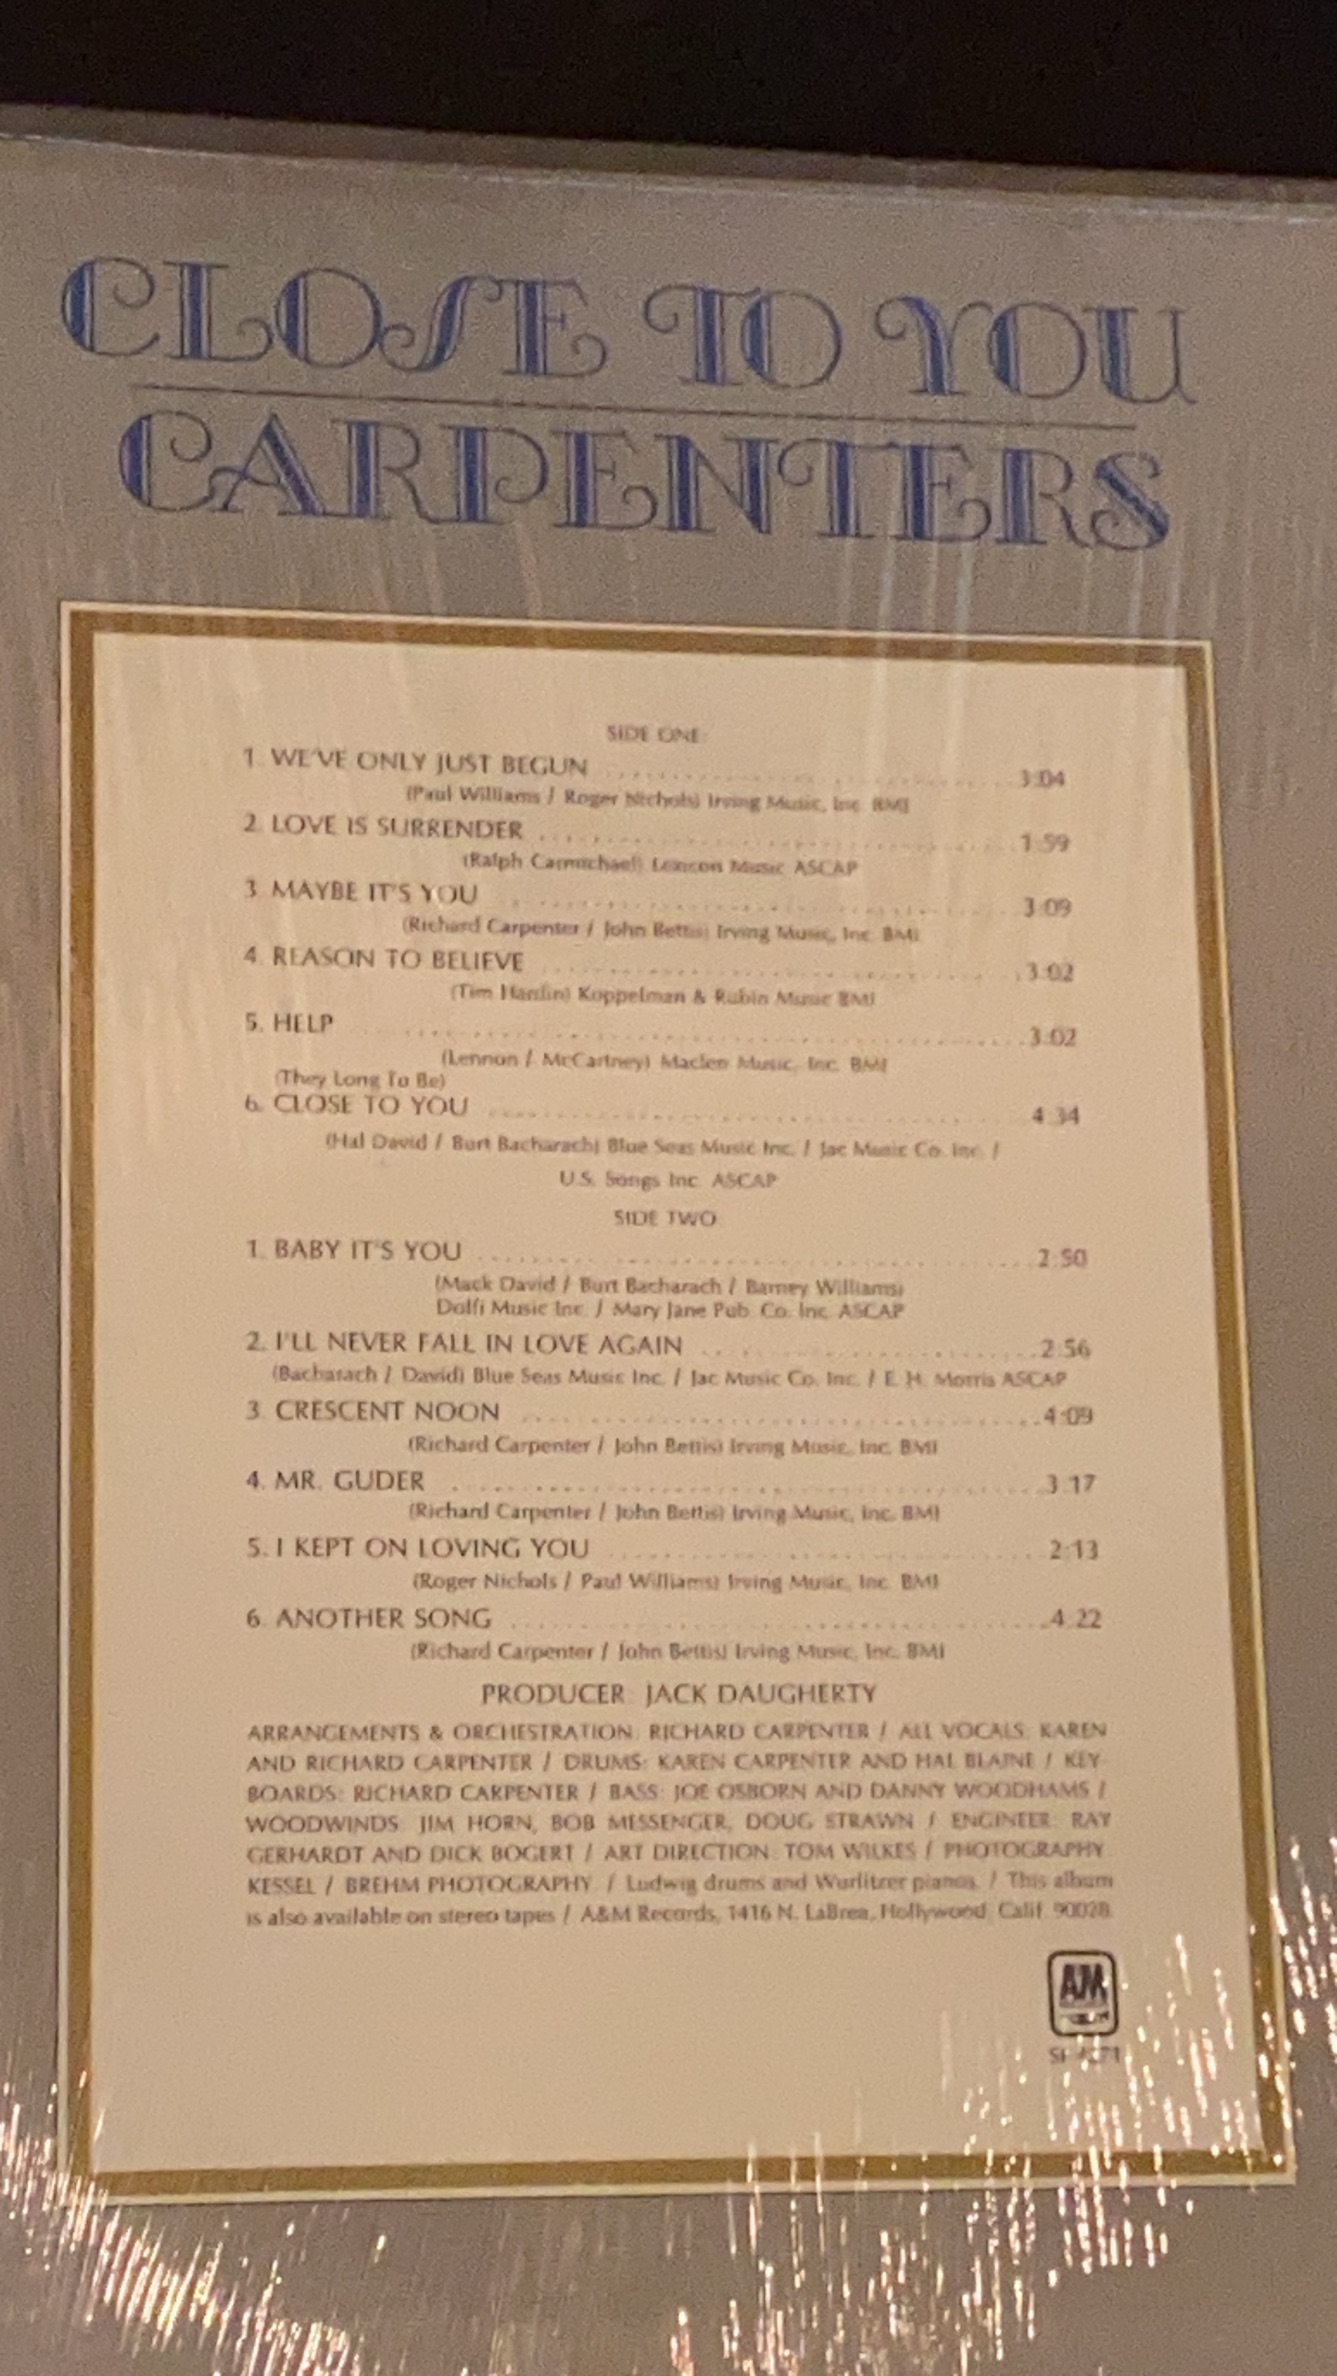 CLOSE TO YOU
CARPENTERS
SIDE ONE
1. WE'VE ONLY JUST BEGUN 3:04
(Paul Williams / Roger Nichols) Irving Music, Inc. BMI
2. LOVE IS SURRENDER 1:59
(Ralph Carmichael) Lexicon Music ASCAP
3. MAYBE IT'S YOU 3:09
(Richard Carpenter / John Bettis) Irving Music, Inc. BMI
4. REASON TO BELIEVE 3:02
(Tim Hardin) Koppelman & Rubin Music BMI
5. HELP 3:02
(Lennon / McCartney) Maclen Music, Inc. BMI
(They Long To Be)
6. CLOSE TO YOU 4:34
(Hal David / Burt Bacharach) Blue Seas Music Inc. / Jac Music Co. Inc. /
U.S. Songs Inc. ASCAP
SIDE TWO
1. BABY IT'S YOU 2:50
(Mack David / Burt Bacharach / Barney Williams)
Dolfi Music Inc. / Mary Jane Pub. Co. Inc. ASCAP
2. I'LL NEVER FALL IN LOVE AGAIN 2:56
(Bacharach / David) Blue Seas Music Inc. / Jac Music Co. Inc. / E. H. Morris ASCAP
3. CRESCENT NOON 4:09
(Richard Carpenter / John Bettis) Irving Music, Inc. BMI
4. MR. GUDER 3:17
(Richard Carpenter / John Bettis) Irving Music, Inc. BMI
5. I KEPT ON LOVING YOU 2:13
(Roger Nichols / Paul Williams) Irving Music, Inc. BMI
6. ANOTHER SONG 4:22
(Richard Carpenter / John Bettis) Irving Music, Inc. BMI
PRODUCER: JACK DAUGHERTY
ARRANGEMENTS & ORCHESTRATION: RICHARD CARPENTER / ALL VOCALS: KAREN
AND RICHARD CARPENTER / DRUMS: KAREN CARPENTER AND HAL BLAINE / KEY-
BOARDS: RICHARD CARPENTER / BASS: JOE OSBORN AND DANNY WOODHAMS /
WOODWINDS: JIM HORN, BOB MESSENGER, DOUG STRAWN / ENGINEER: RAY
GERHARDT AND DICK BOGERT / ART DIRECTION: TOM WILKES / PHOTOGRAPHY:
KESSEL / BREHM PHOTOGRAPHY / Ludwig drums and Wurlitzer pianos. / This album
is also available on stereo tapes / A&M Records, 1416 N. LaBrea, Hollywood, Calif. 90028
AM